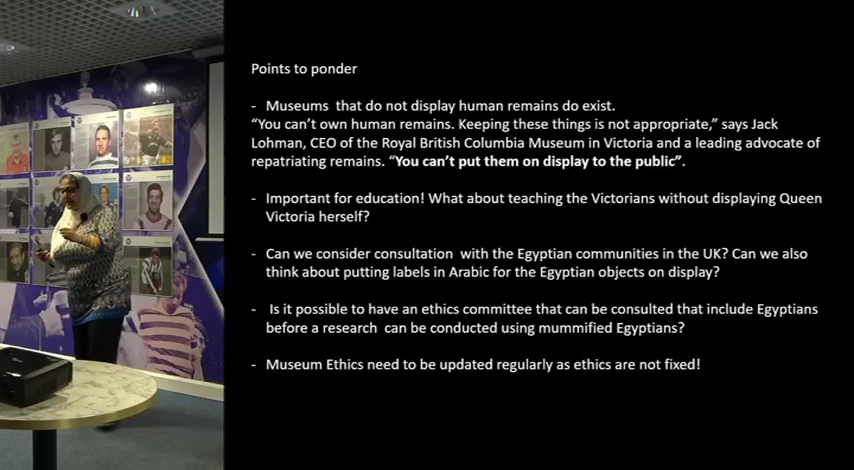 Points to ponder
- Museums that do not display human remains do exist.
“You can’t own human remains. Keeping these things is not appropriate,” says Jack
Lohman, CEO of the Royal British Columbia Museum in Victoria and a leading advocate of
repatriating remains. “You can’t put them on display to the public”.
- Important for education! What about teaching the Victorians without displaying Queen
Victoria herself?
- Can we consider consultation with the Egyptian communities in the UK? Can we also
think about putting labels in Arabic for the Egyptian objects on display?
- Is it possible to have an ethics committee that can be consulted that include Egyptians
before a research can be conducted using mummified Egyptians?
- Museum Ethics need to be updated regularly as ethics are not fixed!